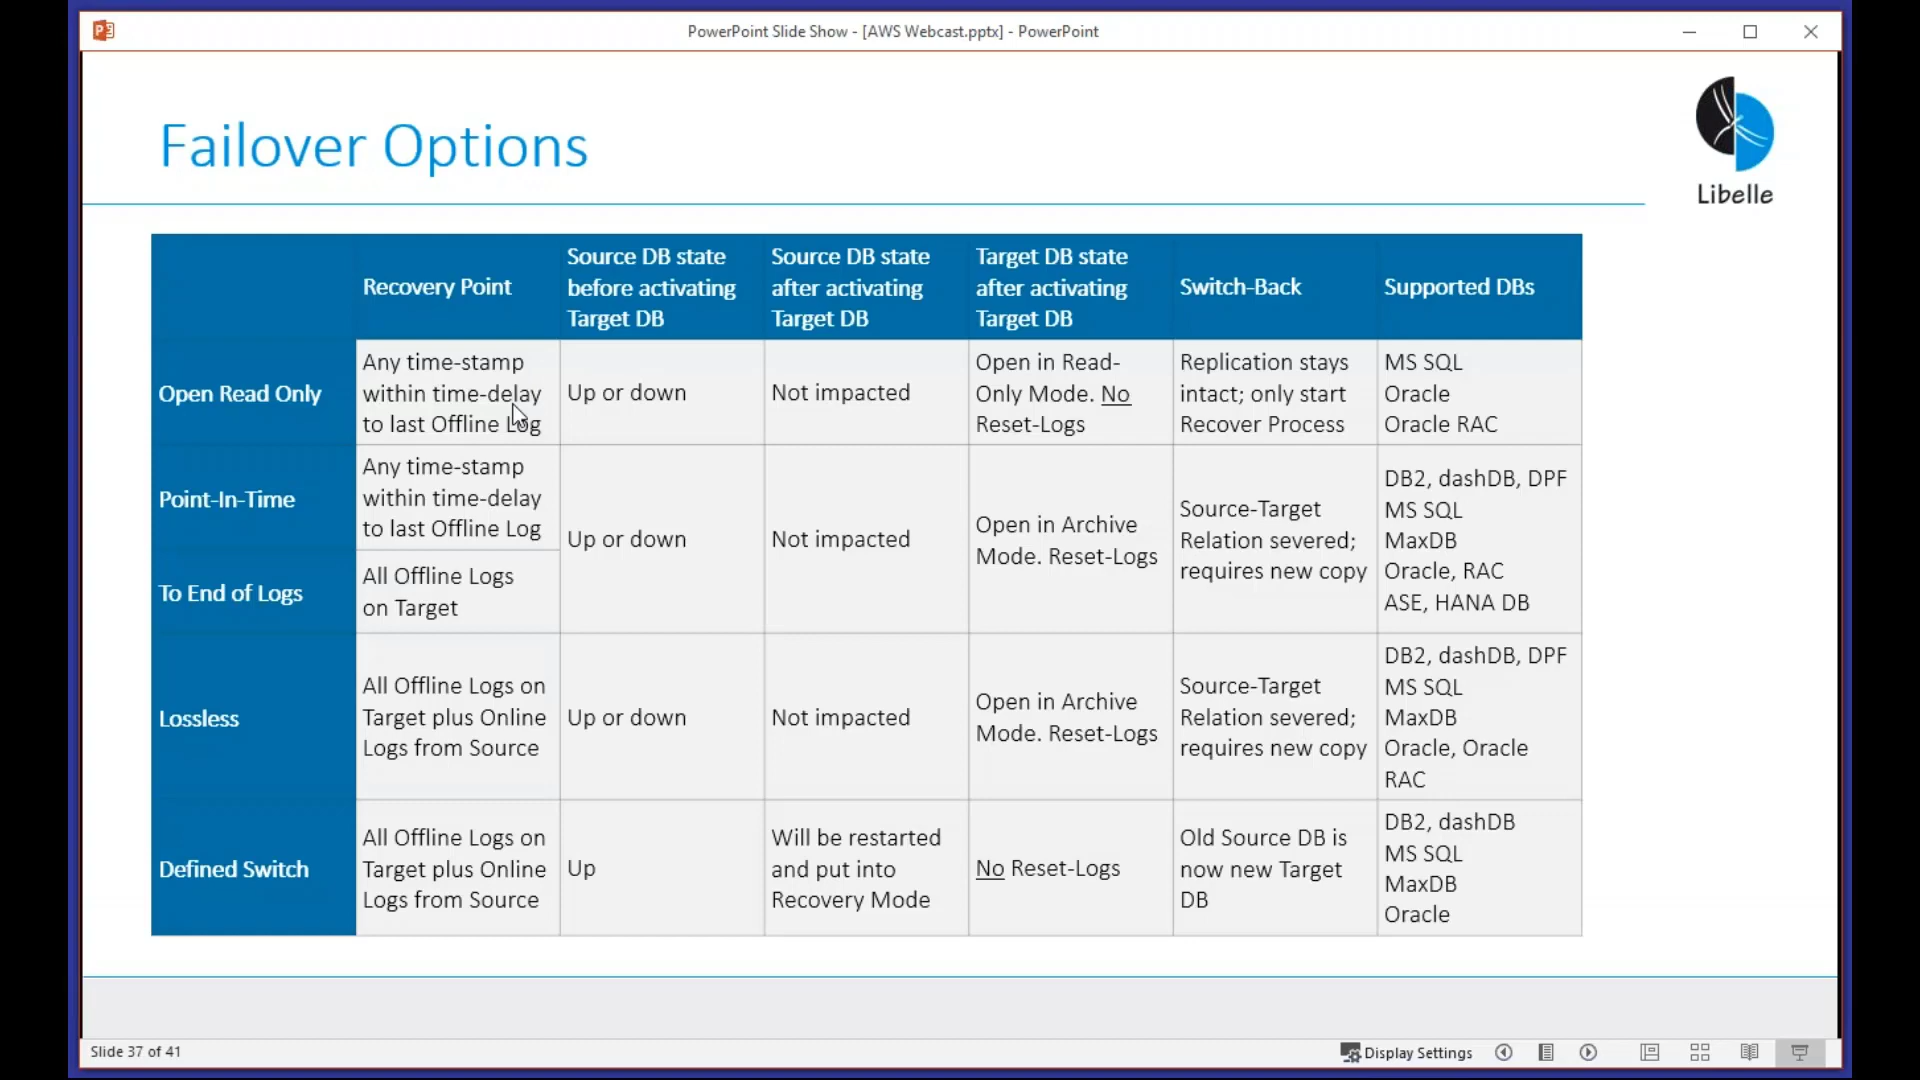 PowerPoint Slide Show - [AWS Webcast.pptx] - PowerPoint
Failover Options
Libelle
Recovery Point
Source DB state
before activating
Target DB
Source DB state
after activating
Target DB
Target DB state
after activating
Target DB
Switch-Back
Supported DBs
Open Read Only
Any time-stamp
within time-delay
to last Offline Log
Up or down
Not impacted
Open in Read-
Only Mode. No
Reset-Logs
Replication stays
intact; only start
Recover Process
MS SQL
Oracle
Oracle RAC
Point-In-Time
Any time-stamp
within time-delay
to last Offline Log
To End of Logs
All Offline Logs
on Target
Up or down
Not impacted
Open in Archive
Mode. Reset-Logs
Source-Target
Relation severed;
requires new copy
DB2, dashDB, DPF
MS SQL
MaxDB
Oracle, RAC
ASE, HANA DB
Lossless
All Offline Logs on
Target plus Online
Logs from Source
Up or down
Not impacted
Open in Archive
Mode. Reset-Logs
Source-Target
Relation severed;
requires new copy
DB2, dashDB, DPF
MS SQL
MaxDB
Oracle, Oracle
RAC
Defined Switch
All Offline Logs on
Target plus Online
Logs from Source
Up
Will be restarted
and put into
Recovery Mode
No Reset-Logs
Old Source DB is
now new Target
DB
DB2, dashDB
MS SQL
MaxDB
Oracle
Slide 37 of 41
Display Settings